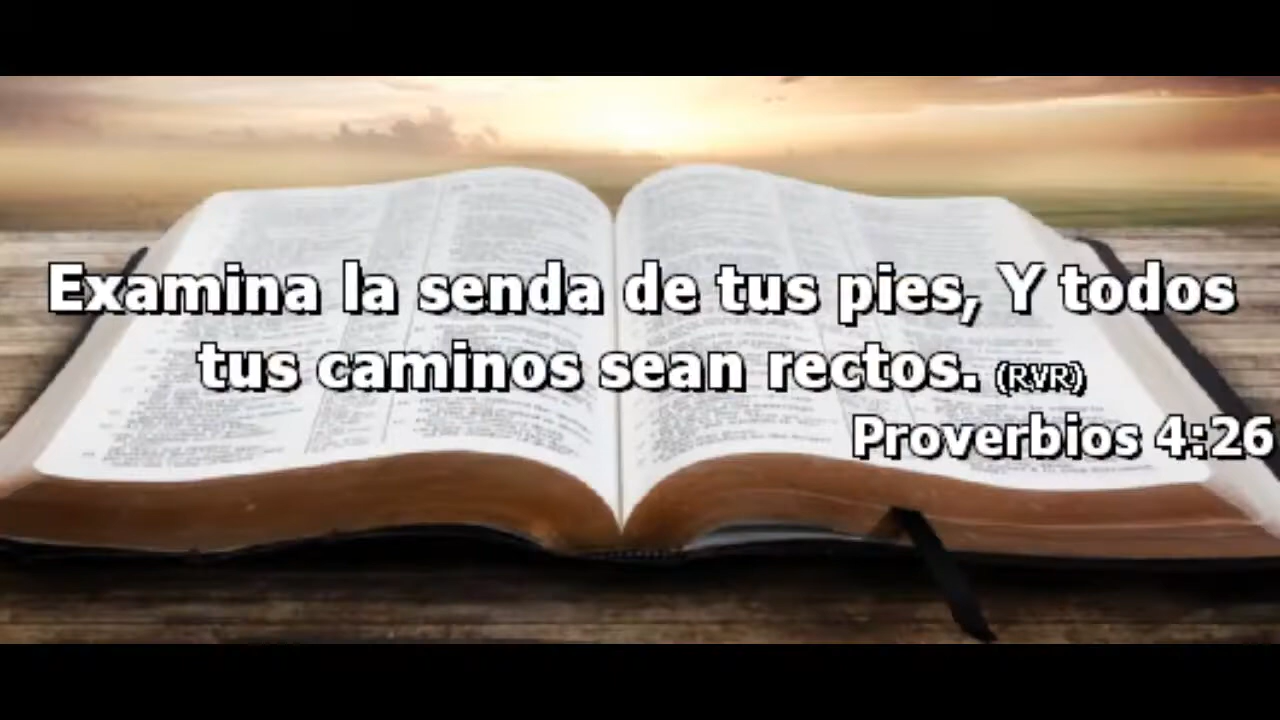 Examina la senda de tus pies, Y todos
tus caminos sean rectos. (RVR)
Proverbios 4:26